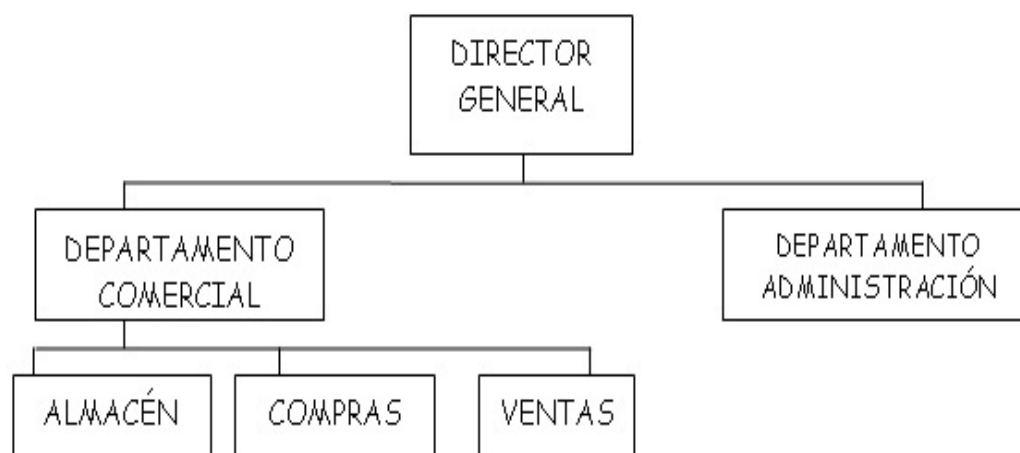 DIRECTOR
GENERAL
DEPARTAMENTO
COMERCIAL
DEPARTAMENTO
ADMINISTRACIÓN
ALMACÉN
COMPRAS
VENTAS